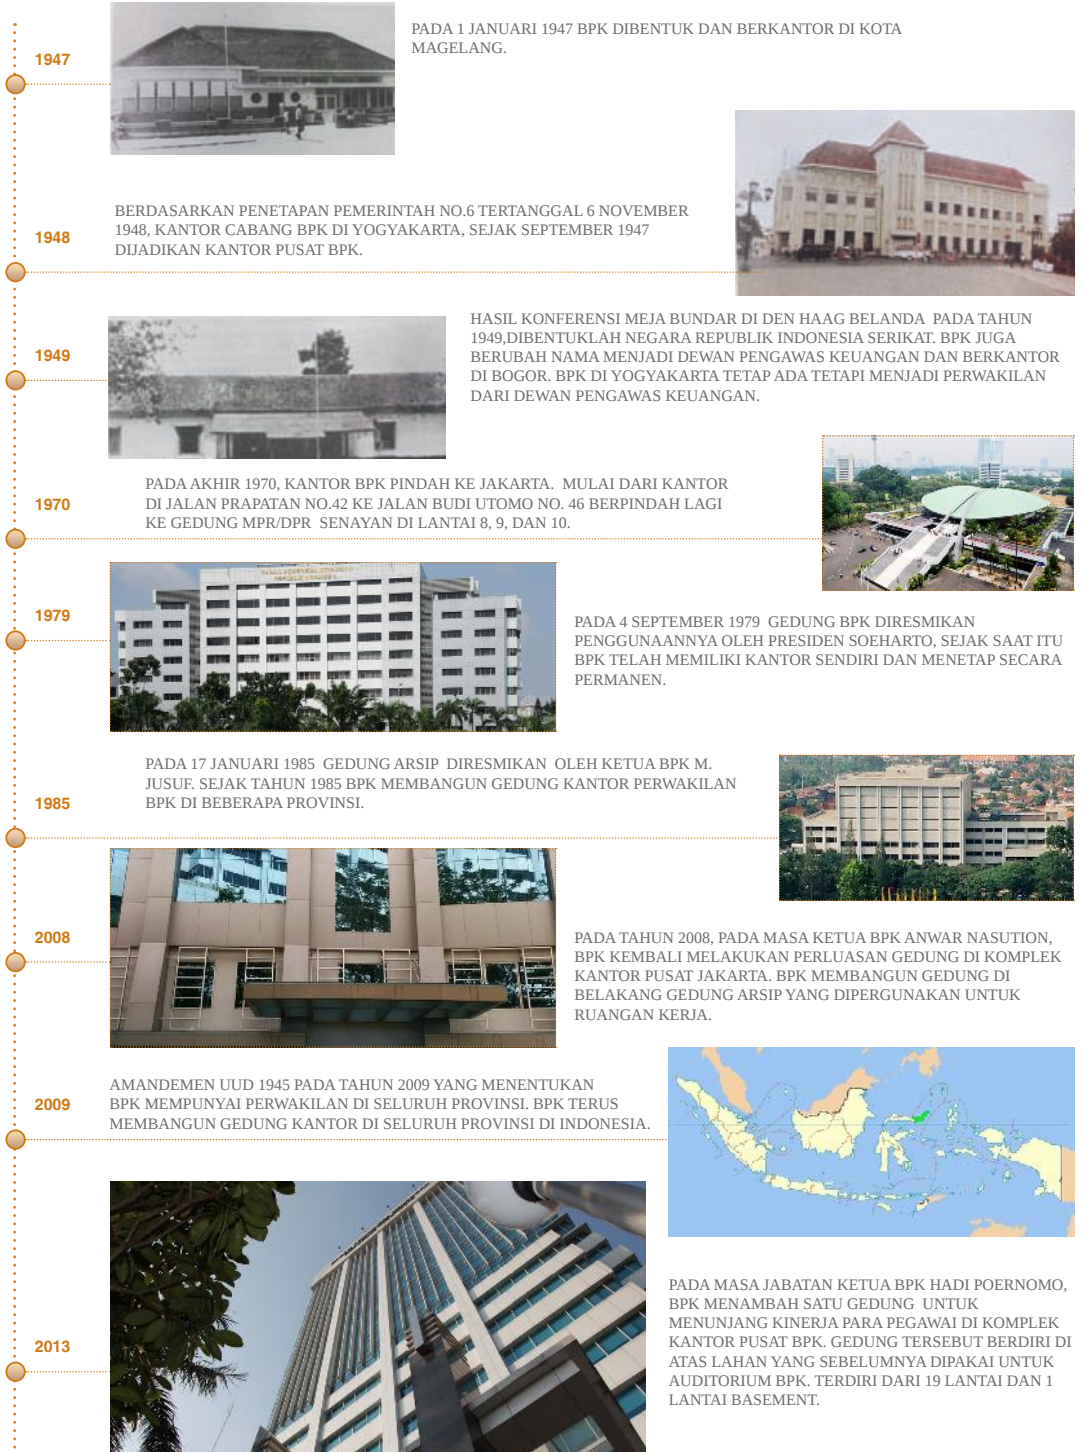 1947
PADA 1 JANUARI 1947 BPK DIBENTUK DAN BERKANTOR DI KOTA
MAGELANG.
1948
BERDASARKAN PENETAPAN PEMERINTAH NO.6 TERTANGGAL 6 NOVEMBER
1948, KANTOR CABANG BPK DI YOGYAKARTA, SEJAK SEPTEMBER 1947
DIJADIKAN KANTOR PUSAT BPK.
1949
HASIL KONFERENSI MEJA BUNDAR DI DEN HAAG BELANDA PADA TAHUN
1949,DIBENTUKLAH NEGARA REPUBLIK INDONESIA SERIKAT. BPK JUGA
BERUBAH NAMA MENJADI DEWAN PENGAWAS KEUANGAN DAN BERKANTOR
DI BOGOR. BPK DI YOGYAKARTA TETAP ADA TETAPI MENJADI PERWAKILAN
DARI DEWAN PENGAWAS KEUANGAN.
1970
PADA AKHIR 1970, KANTOR BPK PINDAH KE JAKARTA. MULAI DARI KANTOR
DI JALAN PRAPATAN NO.42 KE JALAN BUDI UTOMO NO. 46 BERPINDAH LAGI
KE GEDUNG MPR/DPR SENAYAN DI LANTAI 8, 9, DAN 10.
1979
PADA 4 SEPTEMBER 1979 GEDUNG BPK DIRESMIKAN
PENGGUNAANNYA OLEH PRESIDEN SOEHARTO, SEJAK SAAT ITU
BPK TELAH MEMILIKI KANTOR SENDIRI DAN MENETAP SECARA
PERMANEN.
1985
PADA 17 JANUARI 1985 GEDUNG ARSIP DIRESMIKAN OLEH KETUA BPK M.
JUSUF. SEJAK TAHUN 1985 BPK MEMBANGUN GEDUNG KANTOR PERWAKILAN
BPK DI BEBERAPA PROVINSI.
2008
PADA TAHUN 2008, PADA MASA KETUA BPK ANWAR NASUTION,
BPK KEMBALI MELAKUKAN PERLUASAN GEDUNG DI KOMPLEK
KANTOR PUSAT JAKARTA. BPK MEMBANGUN GEDUNG DI
BELAKANG GEDUNG ARSIP YANG DIPERGUNAKAN UNTUK
RUANGAN KERJA.
2009
AMANDEMEN UUD 1945 PADA TAHUN 2009 YANG MENENTUKAN
BPK MEMPUNYAI PERWAKILAN DI SELURUH PROVINSI. BPK TERUS
MEMBANGUN GEDUNG KANTOR DI SELURUH PROVINSI DI INDONESIA.
2013
PADA MASA JABATAN KETUA BPK HADI POERNOMO,
BPK MENAMBAH SATU GEDUNG UNTUK
MENUNJANG KINERJA PARA PEGAWAI DI KOMPLEK
KANTOR PUSAT BPK. GEDUNG TERSEBUT BERDIRI DI
ATAS LAHAN YANG SEBELUMNYA DIPAKAI UNTUK
AUDITORIUM BPK. TERDIRI DARI 19 LANTAI DAN 1
LANTAI BASEMENT.